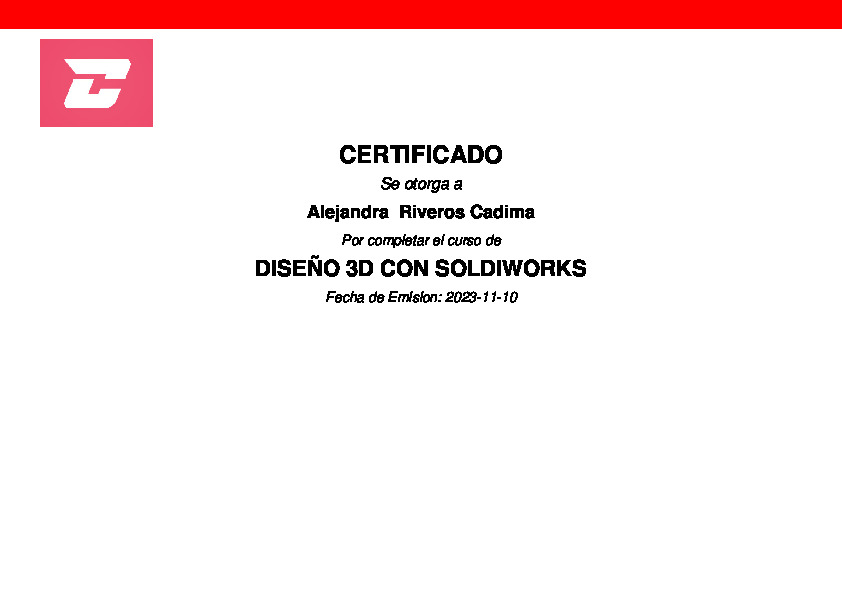 CERTIFICADO
Se otorga a
Alejandra  Riveros Cadima
Por completar el curso de
DISEÑO 3D CON SOLDIWORKS
Fecha de Emision: 2023-11-10